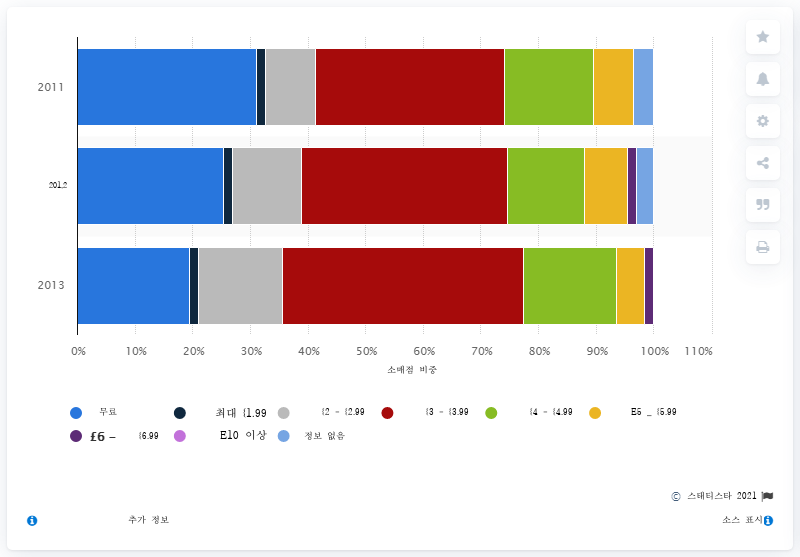 2011
2012
2013
0% 10% 20% 30% 40% 50% 60% 70% 80% 90% 100% 110%
소매점 비중
무료 최대 £1.99 £2 - £2.99 £3 - £3.99 £4 - £4.99 E5 _ £5.99
£6 – £6.99 E10 이상 정보 없음
© 스태티스타 2021
추가 정보 소스 표시